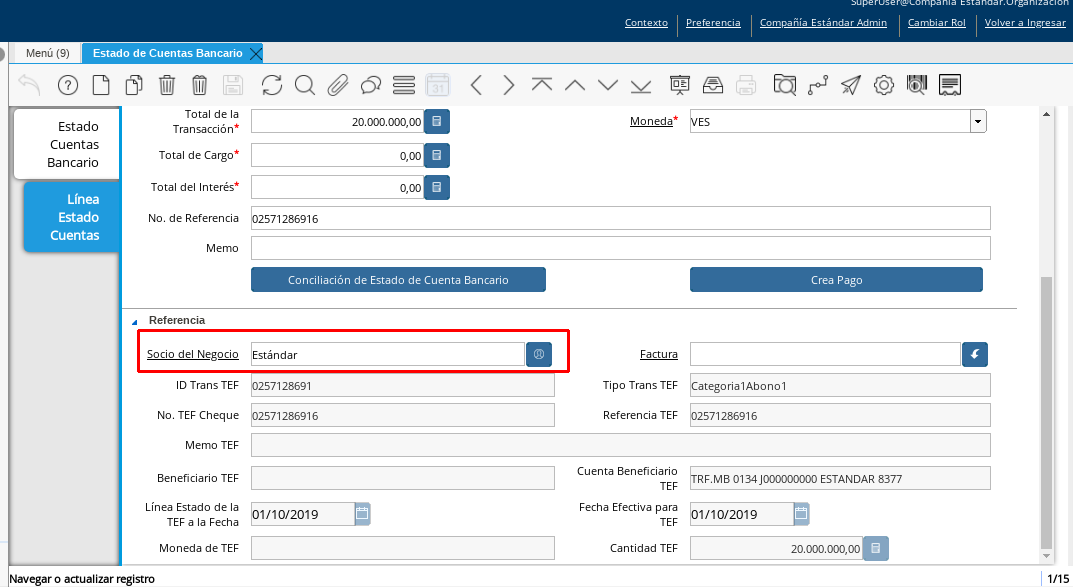 SuperUser@Compañía Estándar.Organización
Contexto Preferencia Compañía Estándar Admin Cambiar Rol Volver a Ingresar
Menú (9) Estado de Cuentas Bancario
31
Estado Cuentas Bancario
Línea Estado Cuentas
Total de la Transacción* 20.000.000,00 Moneda* VES
Total de Cargo* 0,00
Total del Interés* 0,00
No. de Referencia 02571286916
Memo
Conciliación de Estado de Cuenta Bancario Crea Pago
Referencia
Socio del Negocio Estándar Factura
ID Trans TEF 0257128691 Tipo Trans TEF Categoria1Abono1
No. TEF Cheque 02571286916 Referencia TEF 02571286916
Memo TEF
Beneficiario TEF Cuenta Beneficiario TEF TRF.MB 0134 J000000000 ESTANDAR 8377
Línea Estado de la TEF a la Fecha 01/10/2019 Fecha Efectiva para TEF 01/10/2019
Moneda de TEF Cantidad TEF 20.000.000,00
Navegar o actualizar registro 1/15